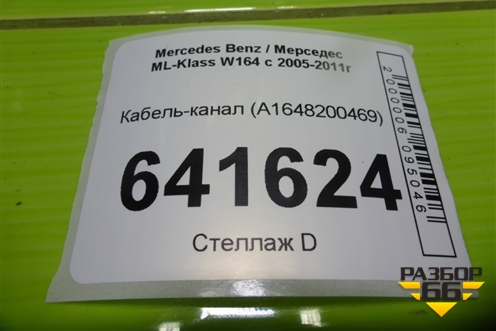 Mercedes Benz / Мерседес
ML-Klass W164 с 2005-2011г
Кабель-канал (A1648200469)
641624
Стеллаж D
2000006095046
РАЗБОР
66